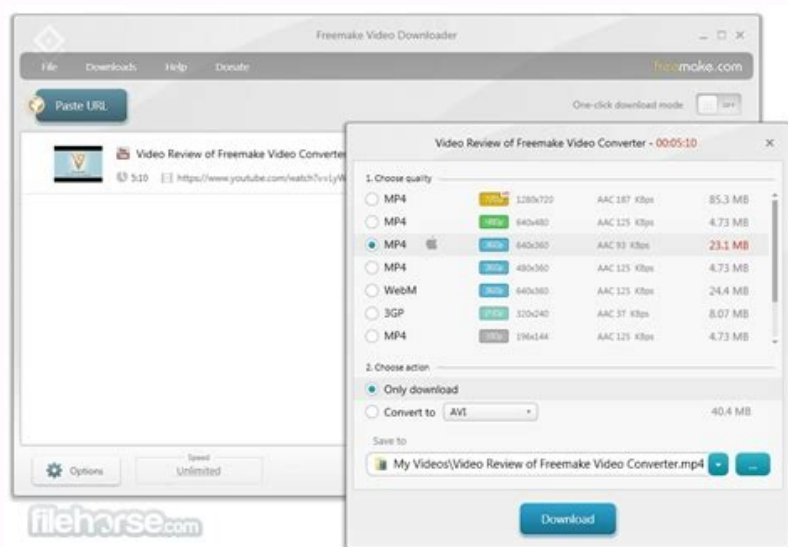 Freemake Video Downloader
File Downloads Help Donate freemake.com
Paste URL
One-click download mode OFF
Video Review of Freemake Video Converter
5:10 https://www.youtube.com/watch?v=
Options
Speed
Unlimited
Video Review of Freemake Video Converter - 00:05:10
1. Choose quality
MP4 1280x720 AAC 187 KBps 85.3 MB
MP4 480p 640x480 AAC 125 KBps 4.73 MB
MP4 360p 640x360 AAC 93 KBps 23.1 MB
MP4 360p 480x360 AAC 125 KBps 4.73 MB
WebM 360p 640x360 AAC 125 KBps 24.4 MB
3GP 320x240 AAC 37 KBps 8.07 MB
MP4 196x144 AAC 125 KBps 4.73 MB
2. Choose action
Only download
Convert to AVI 40.4 MB
Save to
My Videos\Video Review of Freemake Video Converter.mp4 ...
Download
filehorse.com